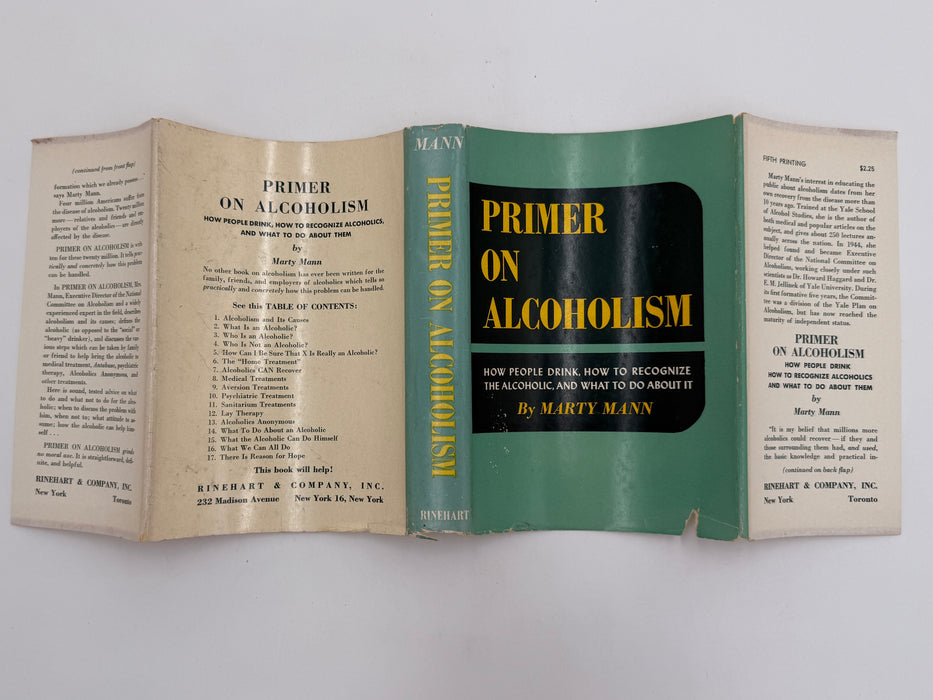 (continued from front flap)
formation which we already possess —
says Marty Mann.
Four million Americans suffer from
the disease of alcoholism. Twenty million
more — relatives and friends and em-
ployers of the alcoholics — are directly
affected by the disease.
PRIMER ON ALCOHOLISM is writ-
ten for these twenty million. It tells prac-
tically and concretely how this problem
can be handled.
In PRIMER ON ALCOHOLISM, Mrs.
Mann, Executive Director of the National
Committee on Alcoholism and a widely
experienced expert in the field, describes
alcoholism and its causes; defines the
alcoholic (as opposed to the "social" or
"heavy" drinker), and discusses the var-
ious steps which can be taken by family
or friend to help bring the alcoholic to
medical treatment, Antabuse, psychiatric
therapy, Alcoholics Anonymous, and
other treatments.
Here is sound, tested advice on what
to do and what not to do for the alco-
holic; when to discuss the problem with
him, when not to; what attitude to as-
sume; how the alcoholic can help him-
self . . .
PRIMER ON ALCOHOLISM grinds
no moral axe. It is straightforward, defi-
nite, and helpful.
RINEHART & COMPANY, INC.
New York Toronto
PRIMER
ON ALCOHOLISM
HOW PEOPLE DRINK, HOW TO RECOGNIZE ALCOHOLICS,
AND WHAT TO DO ABOUT THEM
by
Marty Mann
No other book on alcoholism has ever been written for the
family, friends, and employers of alcoholics which tells so
practically and concretely how this problem can be handled.
See this TABLE OF CONTENTS:
1. Alcoholism and Its Causes
2. What Is an Alcoholic?
3. Who Is an Alcoholic?
4. Who Is Not an Alcoholic?
5. How Can I Be Sure That X Is Really an Alcoholic?
6. The "Home Treatment"
7. Alcoholics CAN Recover
8. Medical Treatments
9. Aversion Treatments
10. Psychiatric Treatment
11. Sanitarium Treatments
12. Lay Therapy
13. Alcoholics Anonymous
14. What To Do About an Alcoholic
15. What the Alcoholic Can Do Himself
16. What We Can All Do
17. There Is Reason for Hope
This book will help!
RINEHART & COMPANY, INC.
232 Madison Avenue New York 16, New York
MANN
PRIMER ON ALCOHOLISM
RINEHART
PRIMER
ON
ALCOHOLISM
HOW PEOPLE DRINK, HOW TO RECOGNIZE
THE ALCOHOLIC, AND WHAT TO DO ABOUT IT
By MARTY MANN
FIFTH PRINTING $2.25
Marty Mann's interest in educating the
public about alcoholism dates from her
own recovery from the disease more than
10 years ago. Trained at the Yale School
of Alcohol Studies, she is the author of
both medical and popular articles on the
subject, and gives about 250 lectures an-
nually across the nation. In 1944, she
helped found and became Executive
Director of the National Committee on
Alcoholism, working closely under such
scientists as Dr. Howard Haggard and Dr.
E. M. Jellinek of Yale University. During
its first formative five years, the Commit-
tee was a division of the Yale Plan on
Alcoholism, but has now reached the
maturity of independent status.
PRIMER
ON ALCOHOLISM
HOW PEOPLE DRINK
HOW TO RECOGNIZE ALCOHOLICS
AND WHAT TO DO ABOUT THEM
by
Marty Mann
"It is my belief that millions more
alcoholics could recover — if they and
those surrounding them had, and used,
the basic knowledge and practical in-
(continued on back flap)
RINEHART & COMPANY, INC.
New York Toronto